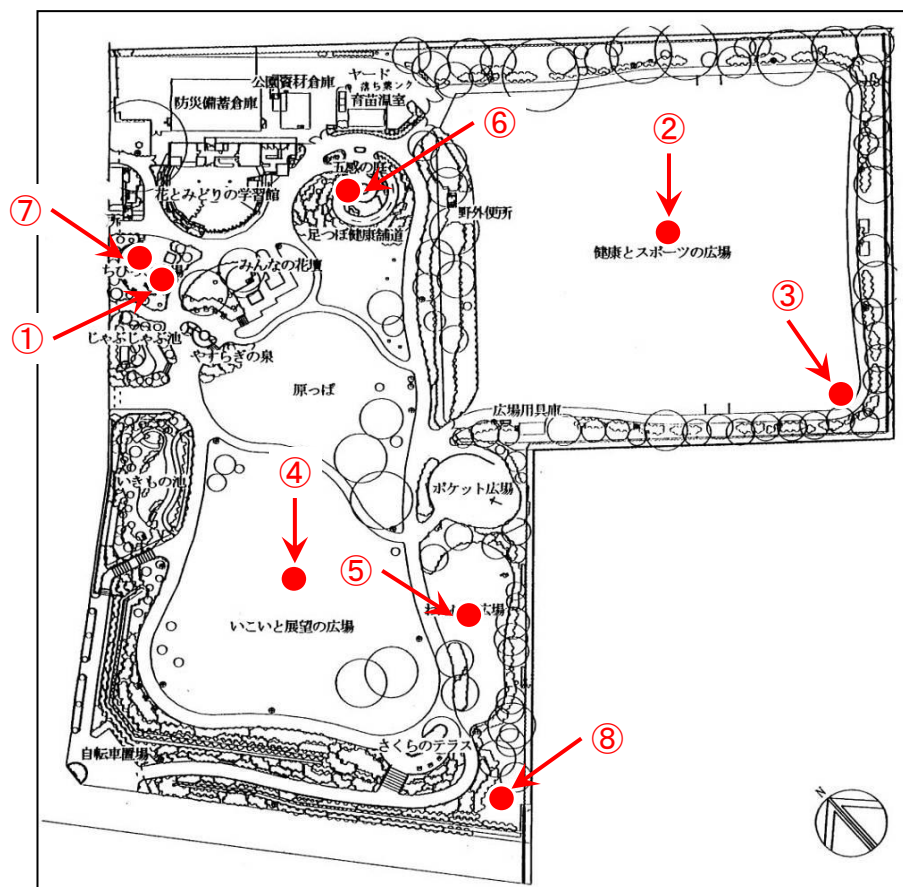 公園資材倉庫
ヤード
落ち葉ンク
防災備蓄倉庫
育苗温室
⑥
②
五感の庭
花とみどりの学習館
⑦
野外便所
足つぼ健康舗道
健康とスポーツの広場
みんなの花壇
ちび
場
③
①
じゃぶじゃぶ池
やすらぎの泉
原っぱ
広場用具庫
④
いきもの池
ポケット広場
⑤
広場
いこいと展望の広場
⑧
さくらのテラス
自転車置場
N